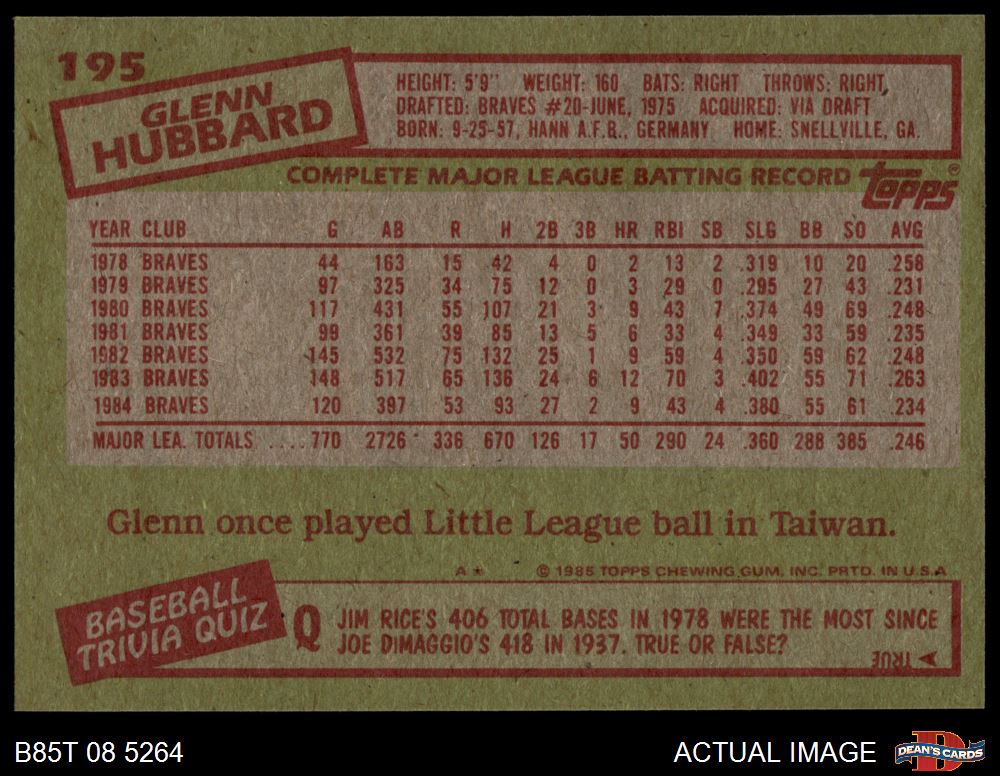 195
GLENN
HUBBARD
HEIGHT: 5'9" WEIGHT: 160 BATS: RIGHT THROWS: RIGHT
DRAFTED: BRAVES #20-JUNE, 1975 ACQUIRED: VIA DRAFT
BORN: 9-25-57, HANN A.F.B., GERMANY HOME: SNELLVILLE, GA.
COMPLETE MAJOR LEAGUE BATTING RECORD topps®
YEAR CLUB G AB R H 2B 3B HR RBI SB SLG BB SO AVG
1978 BRAVES 44 163 15 42 4 0 2 13 2 .319 10 20 .258
1979 BRAVES 97 325 34 75 12 0 3 29 0 .295 27 43 .231
1980 BRAVES 117 431 55 107 21 3 9 43 7 .374 49 69 .248
1981 BRAVES 99 361 39 85 13 5 6 33 4 .349 33 59 .235
1982 BRAVES 145 532 75 132 25 1 9 59 4 .350 59 62 .248
1983 BRAVES 148 517 65 136 24 6 12 70 3 .402 55 71 .263
1984 BRAVES 120 397 53 93 27 2 9 43 4 .380 55 61 .234
MAJOR LEA. TOTALS ....770 2726 336 670 126 17 50 290 24 .360 288 385 .246
Glenn once played Little League ball in Taiwan.
A* © 1985 TOPPS CHEWING GUM, INC. PRTD. IN U.S.A
BASEBALL
TRIVIA QUIZ
Q JIM RICE'S 406 TOTAL BASES IN 1978 WERE THE MOST SINCE
JOE DIMAGGIO'S 418 IN 1937. TRUE OR FALSE?
TRUE
B85T 08 5264
ACTUAL IMAGE
DEAN'S CARDS